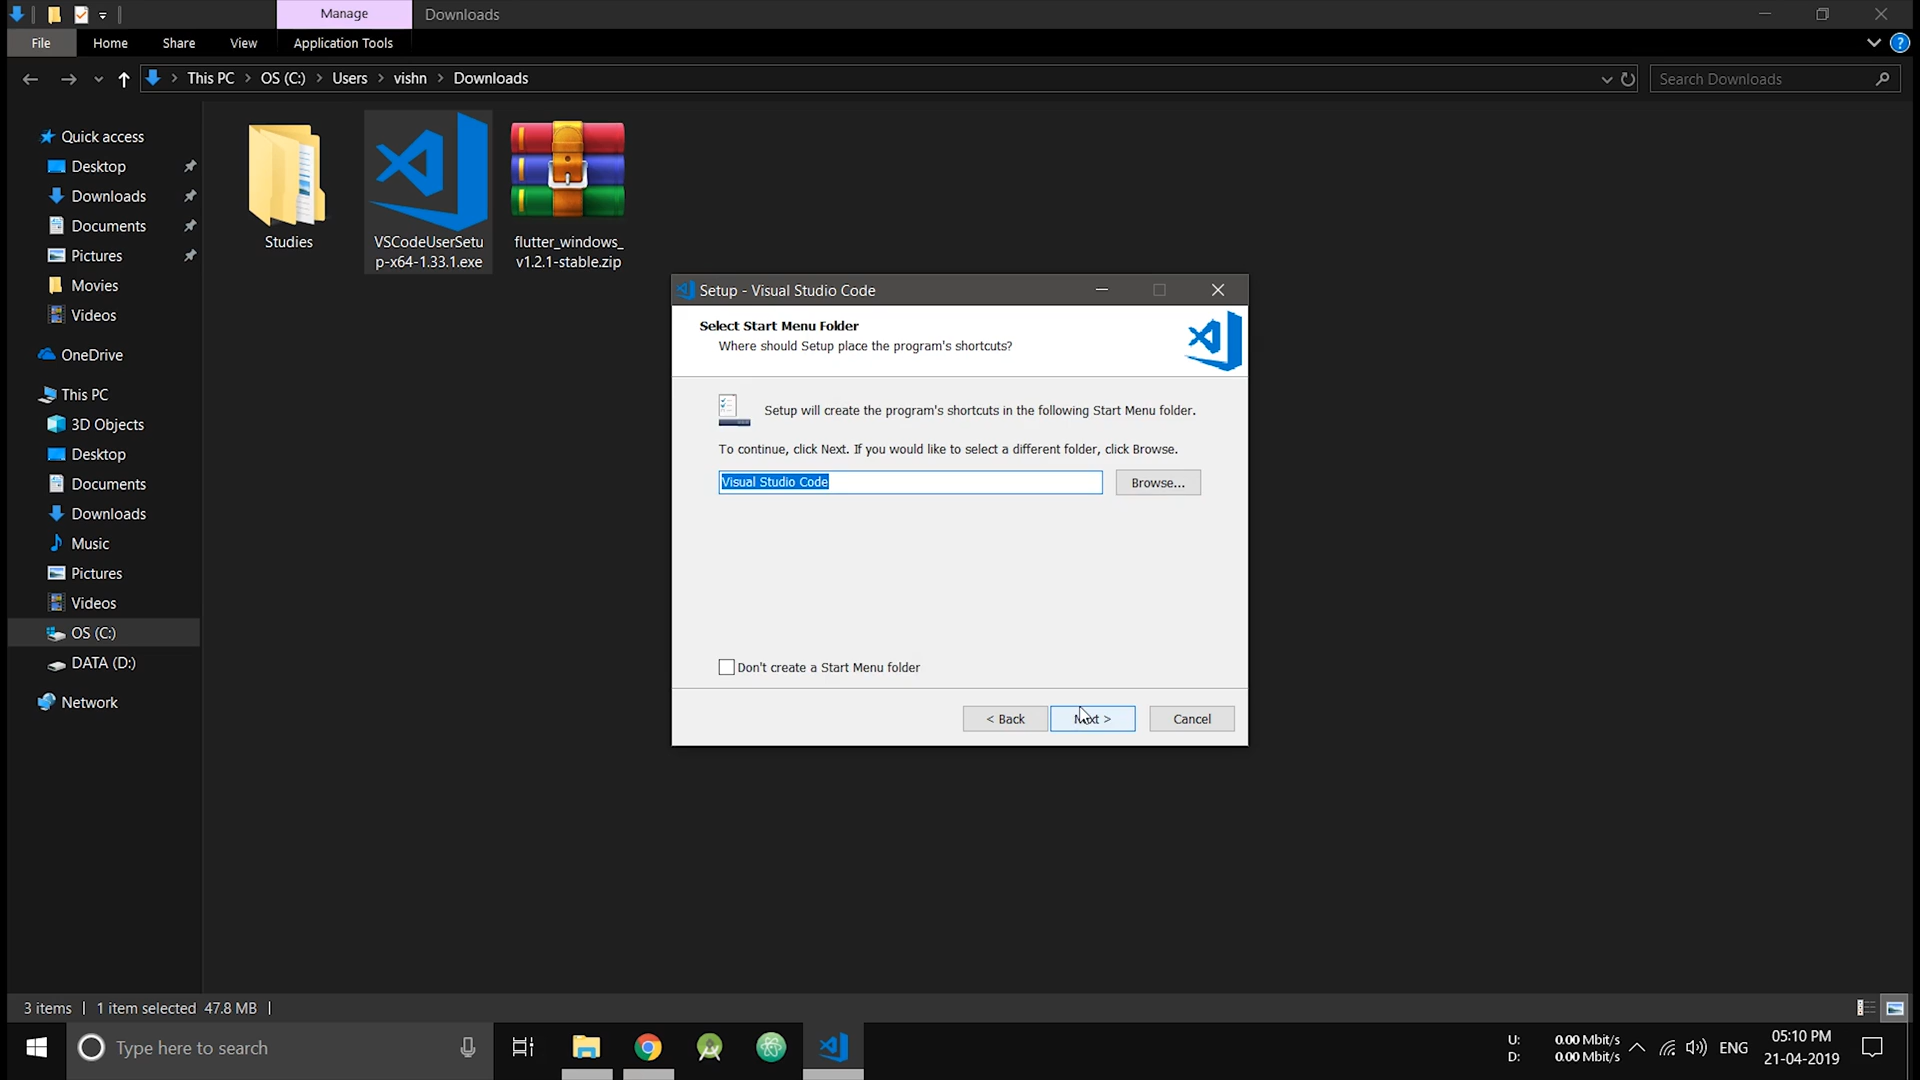 Manage
Downloads
File
Home
Share
View
Application Tools
This PC
OS (C:)
Users
vishn
Downloads
Search Downloads
Quick access
Desktop
Downloads
Documents
Pictures
Movies
Videos
OneDrive
This PC
3D Objects
Desktop
Documents
Downloads
Music
Pictures
Videos
OS (C:)
DATA (D:)
Network
Studies
VSCodeUserSetu
p-x64-1.33.1.exe
flutter_windows_
v1.2.1-stable.zip
Setup - Visual Studio Code
Select Start Menu Folder
Where should Setup place the program's shortcuts?
Setup will create the program's shortcuts in the following Start Menu folder.
To continue, click Next. If you would like to select a different folder, click Browse.
Visual Studio Code
Browse...
Don't create a Start Menu folder
< Back
Next >
Cancel
3 items
1 item selected 47.8 MB
Type here to search
U: 0.00 Mbit/s
D: 0.00 Mbit/s
ENG
05:10 PM
21-04-2019